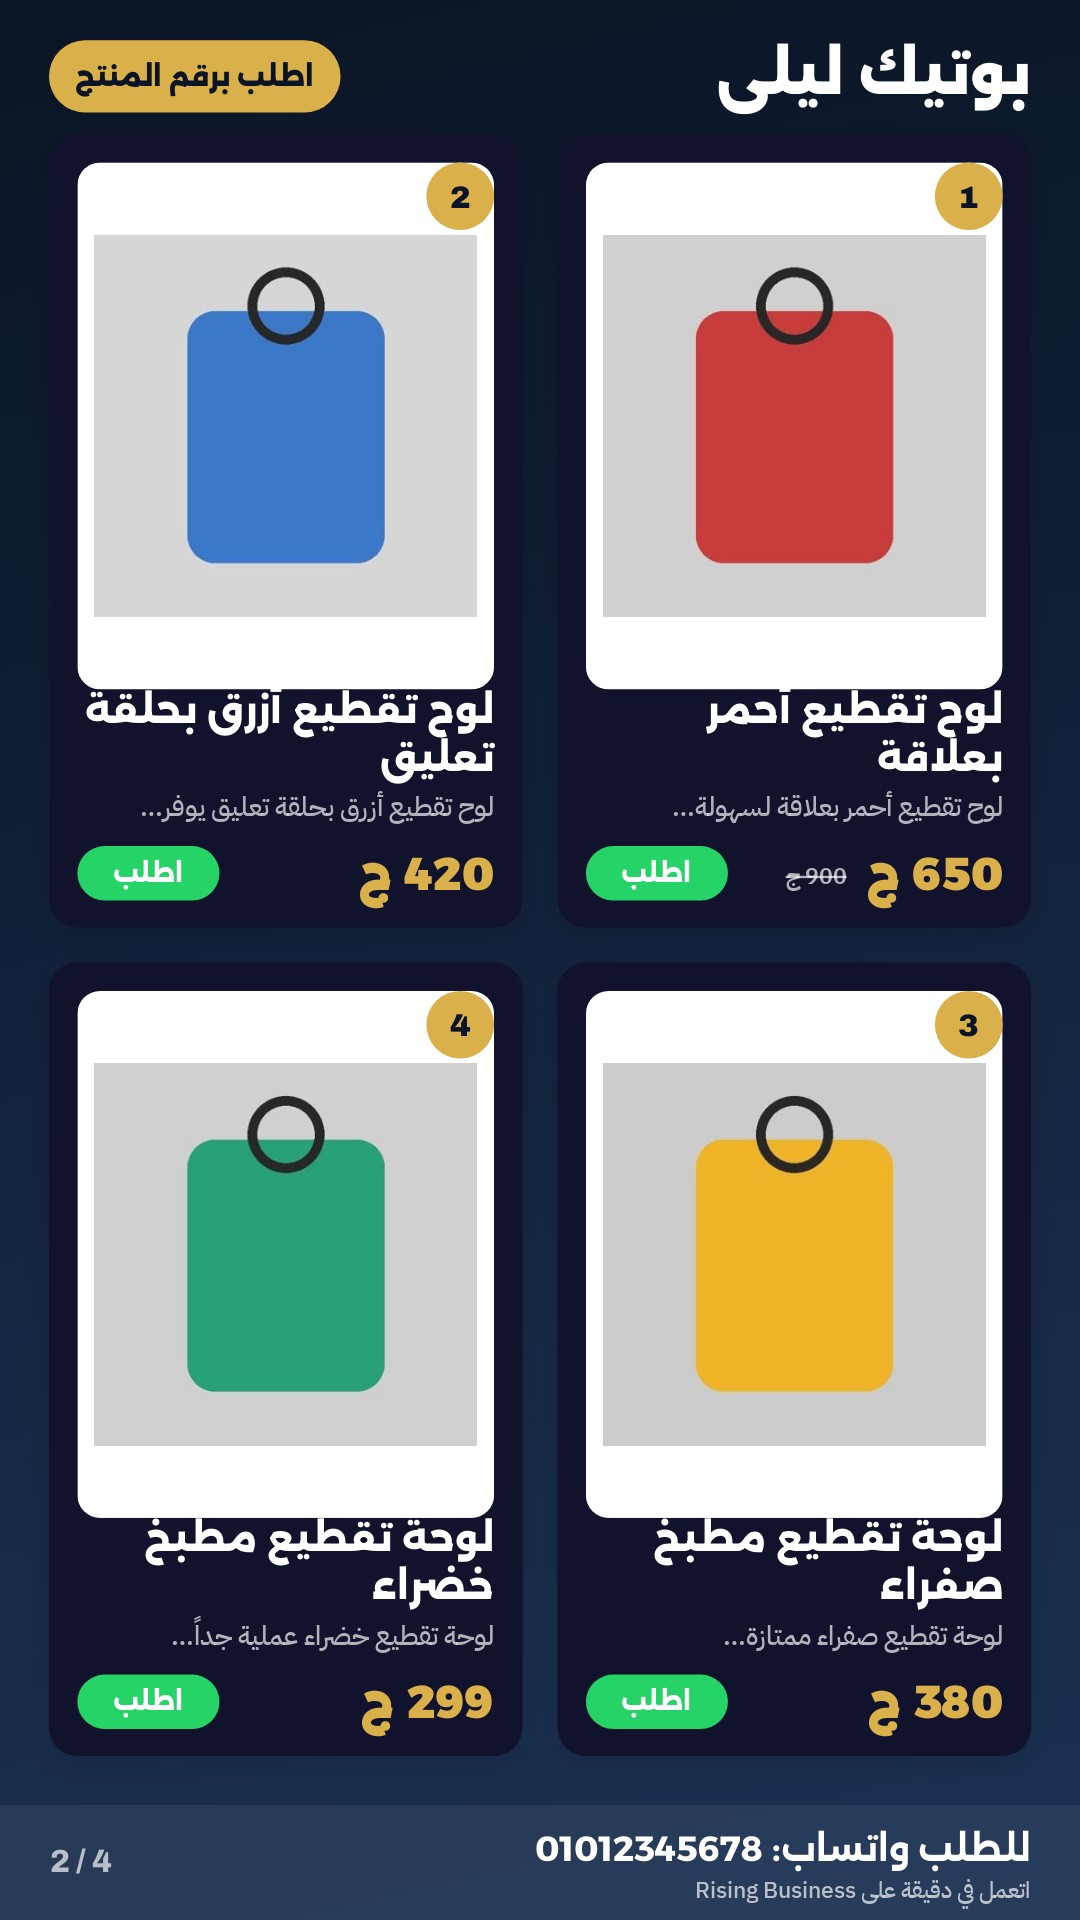 بوتيك ليلى
اطلب برقم المنتج
1
لوح تقطيع أحمر
بعلاقة
لوح تقطيع أحمر بعلاقة لسهولة...
650 ج
900 ج
اطلب
2
لوح تقطيع أزرق بحلقة
تعليق
لوح تقطيع أزرق بحلقة تعليق يوفر...
420 ج
اطلب
3
لوحة تقطيع مطبخ
صفراء
لوحة تقطيع صفراء ممتازة...
380 ج
اطلب
4
لوحة تقطيع مطبخ
خضراء
لوحة تقطيع خضراء عملية جداً...
299 ج
اطلب
للطلب واتساب: 01012345678
اتعمل في دقيقة على Rising Business
2 / 4